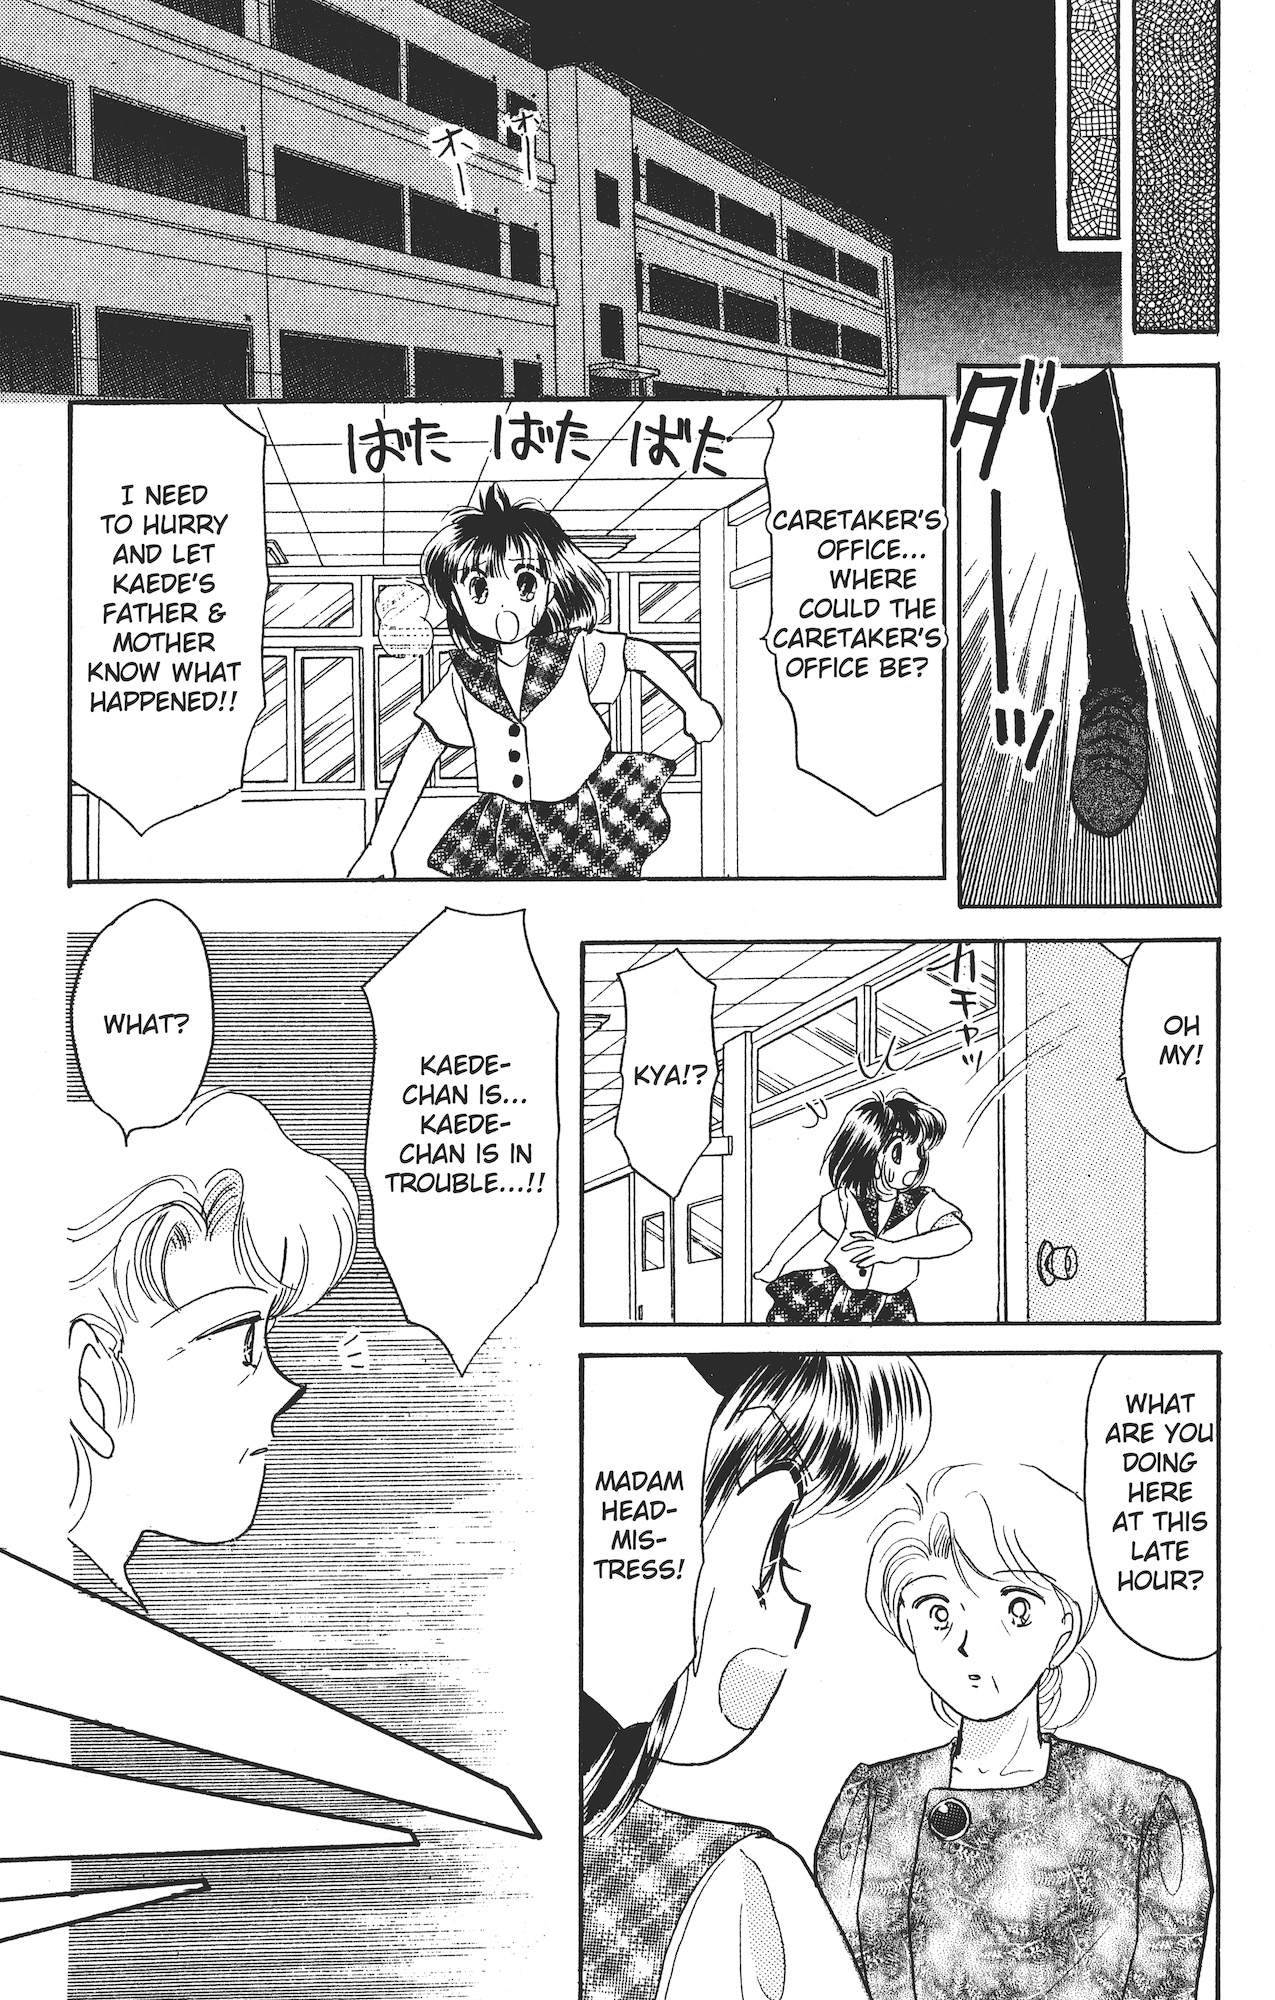 オー
オー
ダーッ
ばた ばた ばた
CARETAKER'S
OFFICE...
WHERE
COULD THE
CARETAKER'S
OFFICE BE?
I NEED
TO HURRY
AND LET
KAEDE'S
FATHER &
MOTHER
KNOW WHAT
HAPPENED!!
OH
MY!
ガチャッ
KYA!?
WHAT
ARE YOU
DOING
HERE
AT THIS
LATE
HOUR?
MADAM
HEAD-
MIS-
TRESS!
KAEDE-
CHAN IS...
KAEDE-
CHAN IS IN
TROUBLE...!!
WHAT?